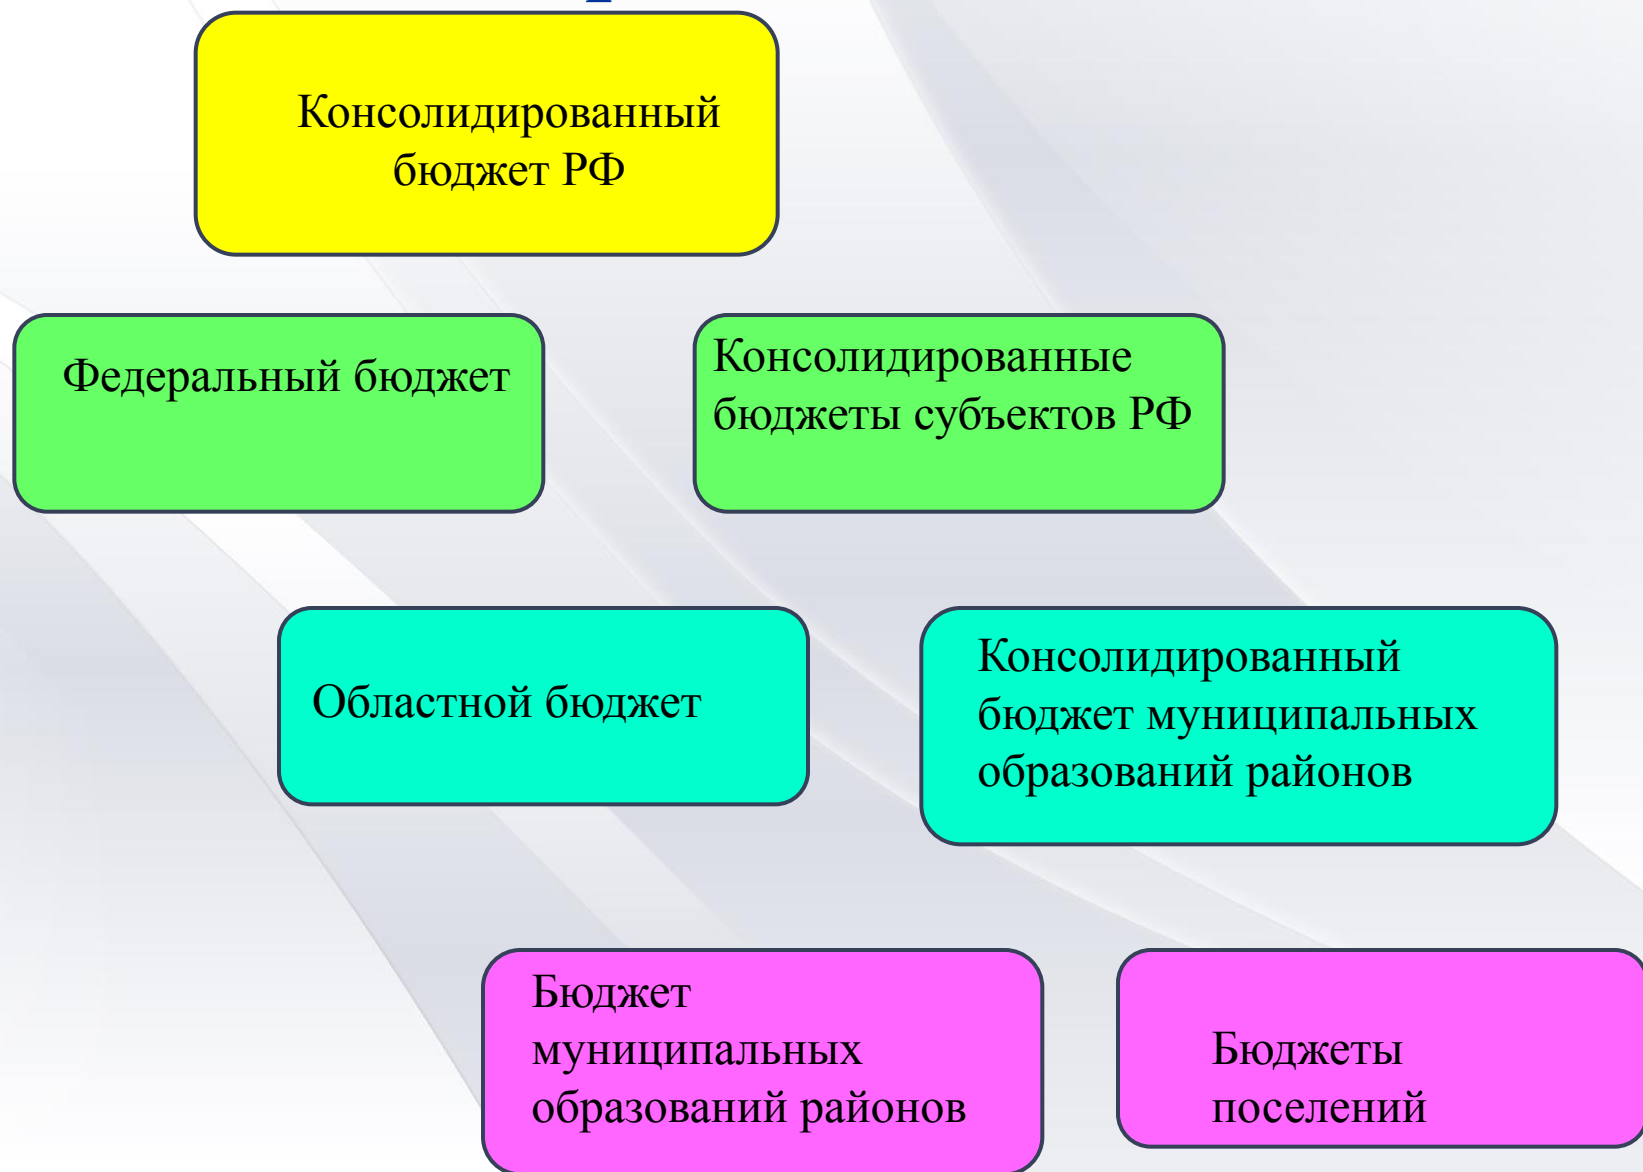 Консолидированный
бюджет РФ
Федеральный бюджет
Консолидированные
бюджеты субъектов РФ
Областной бюджет
Консолидированный
бюджет муниципальных
образований районов
Бюджет
муниципальных
образований районов
Бюджеты
поселений